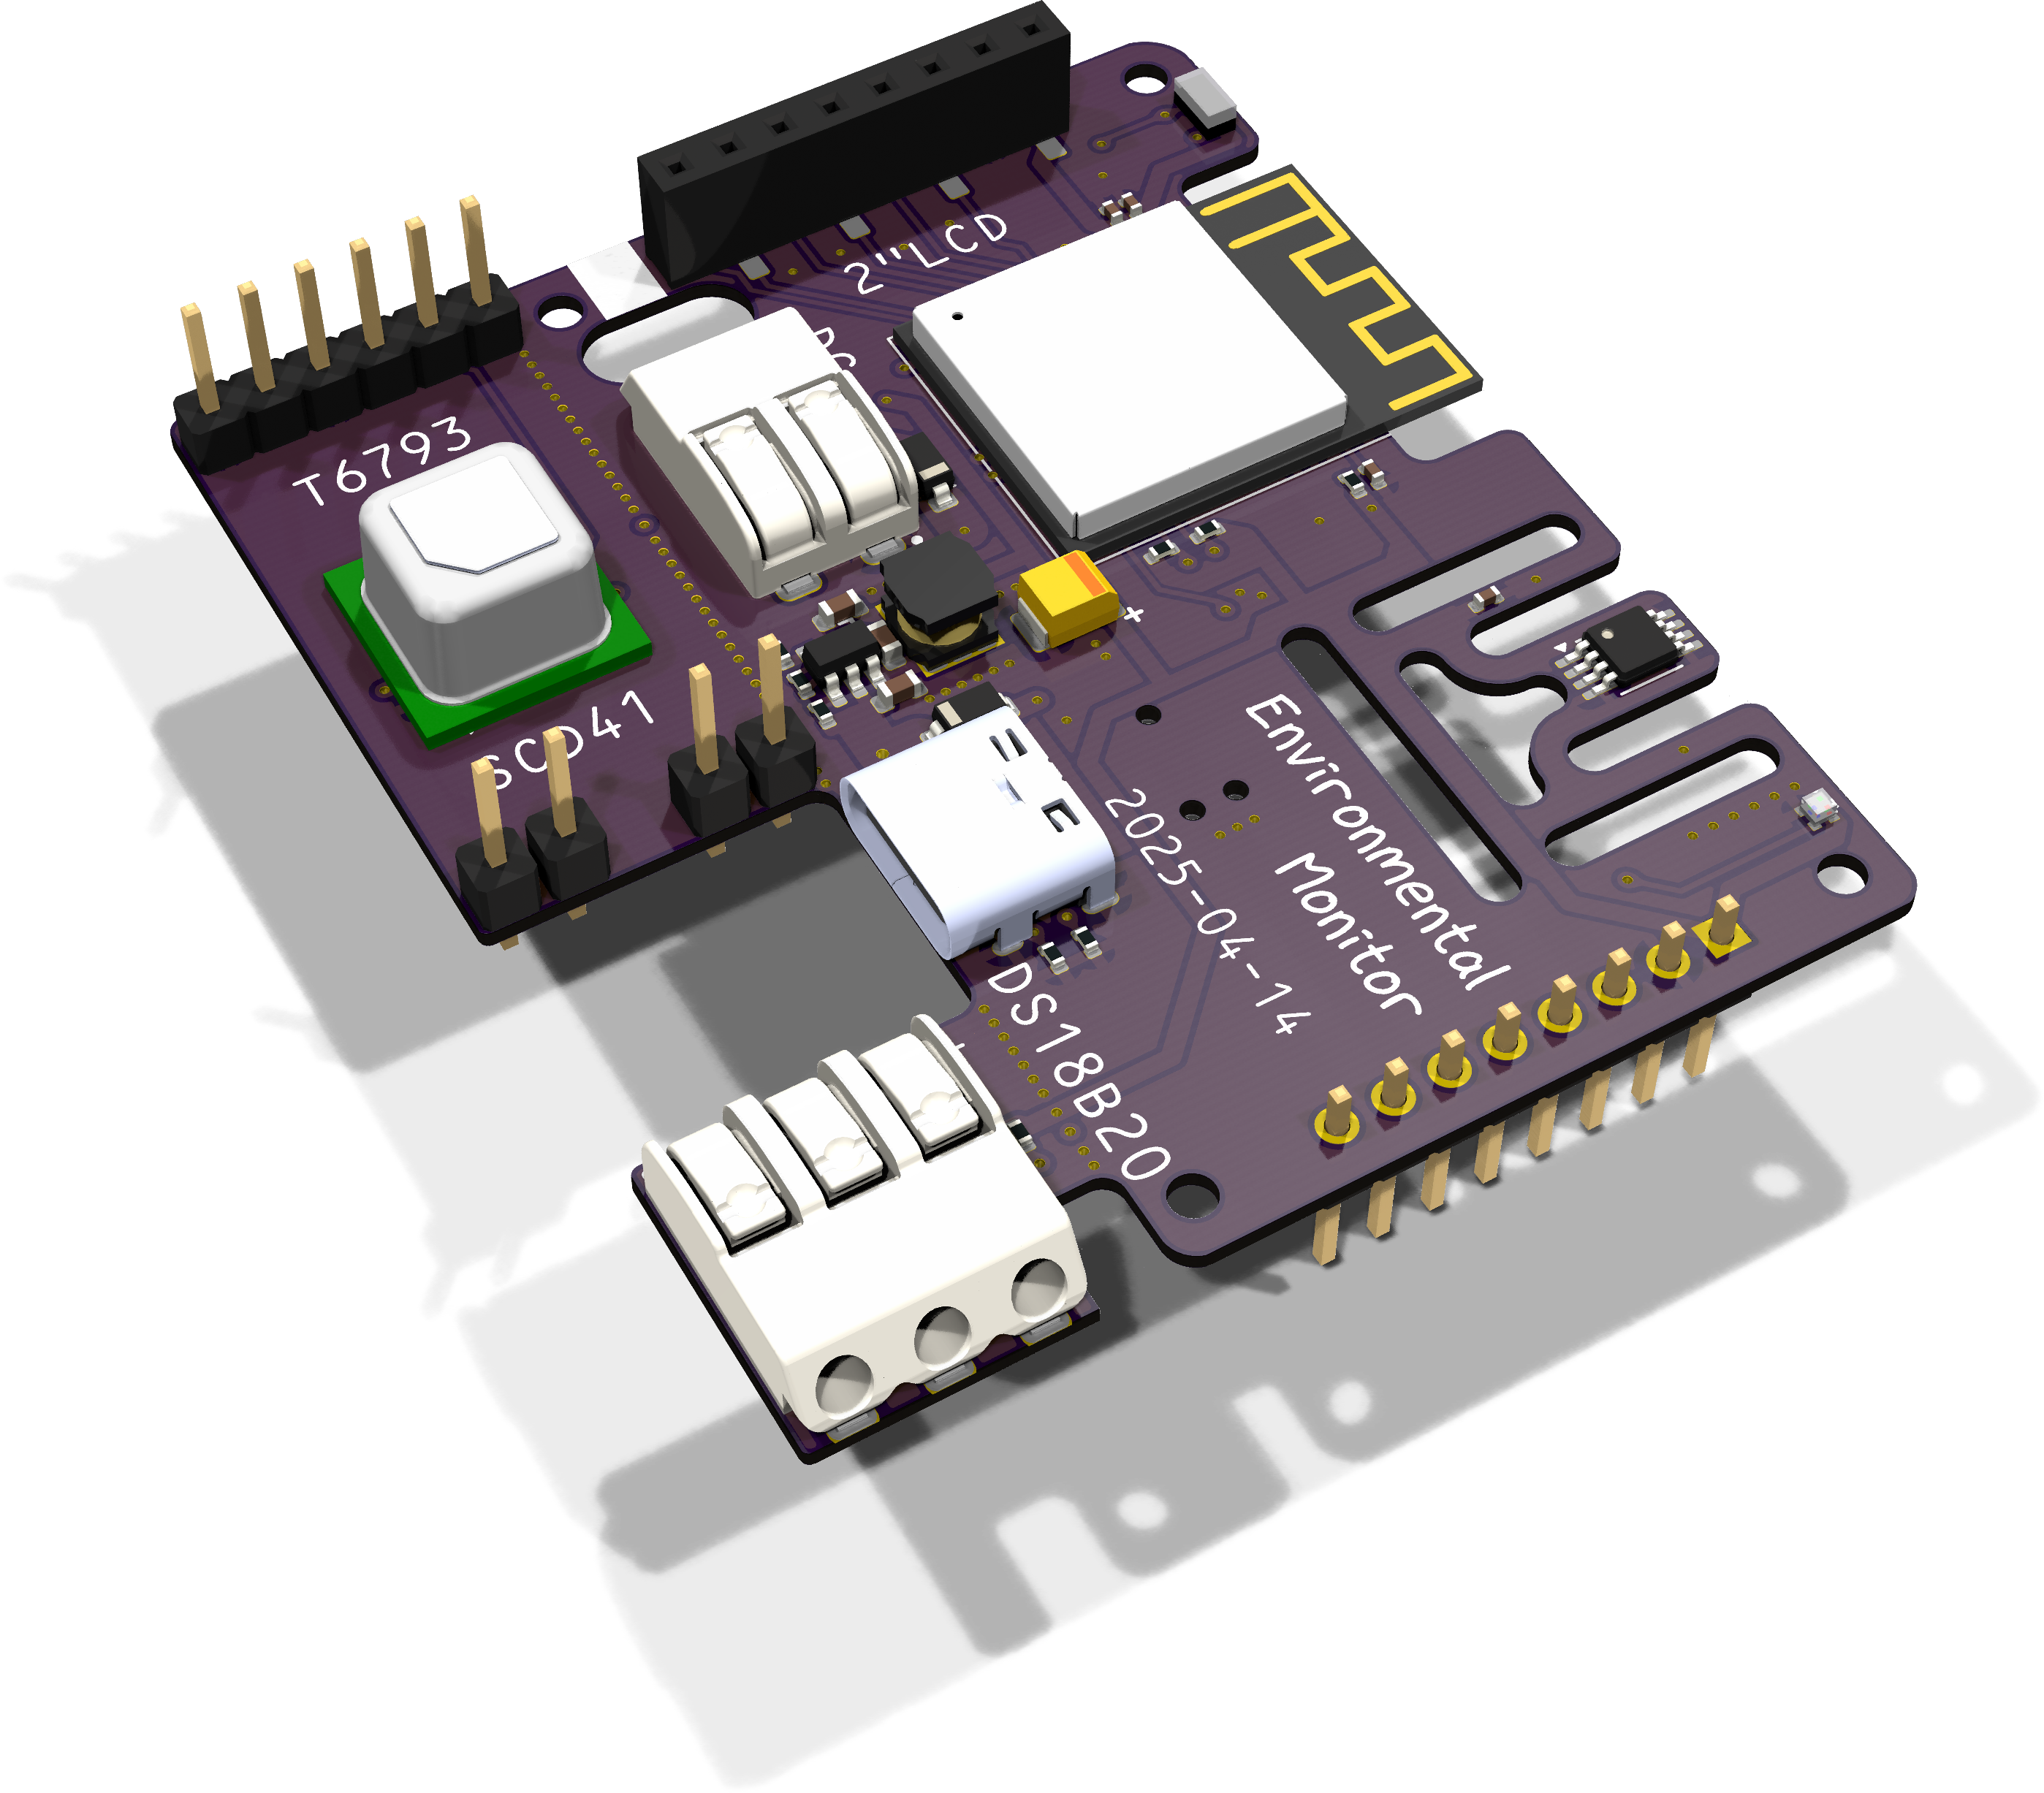 2"LCD
T6793
SCD41
Environmental
Monitor
2025-04-14
DS18B20
+